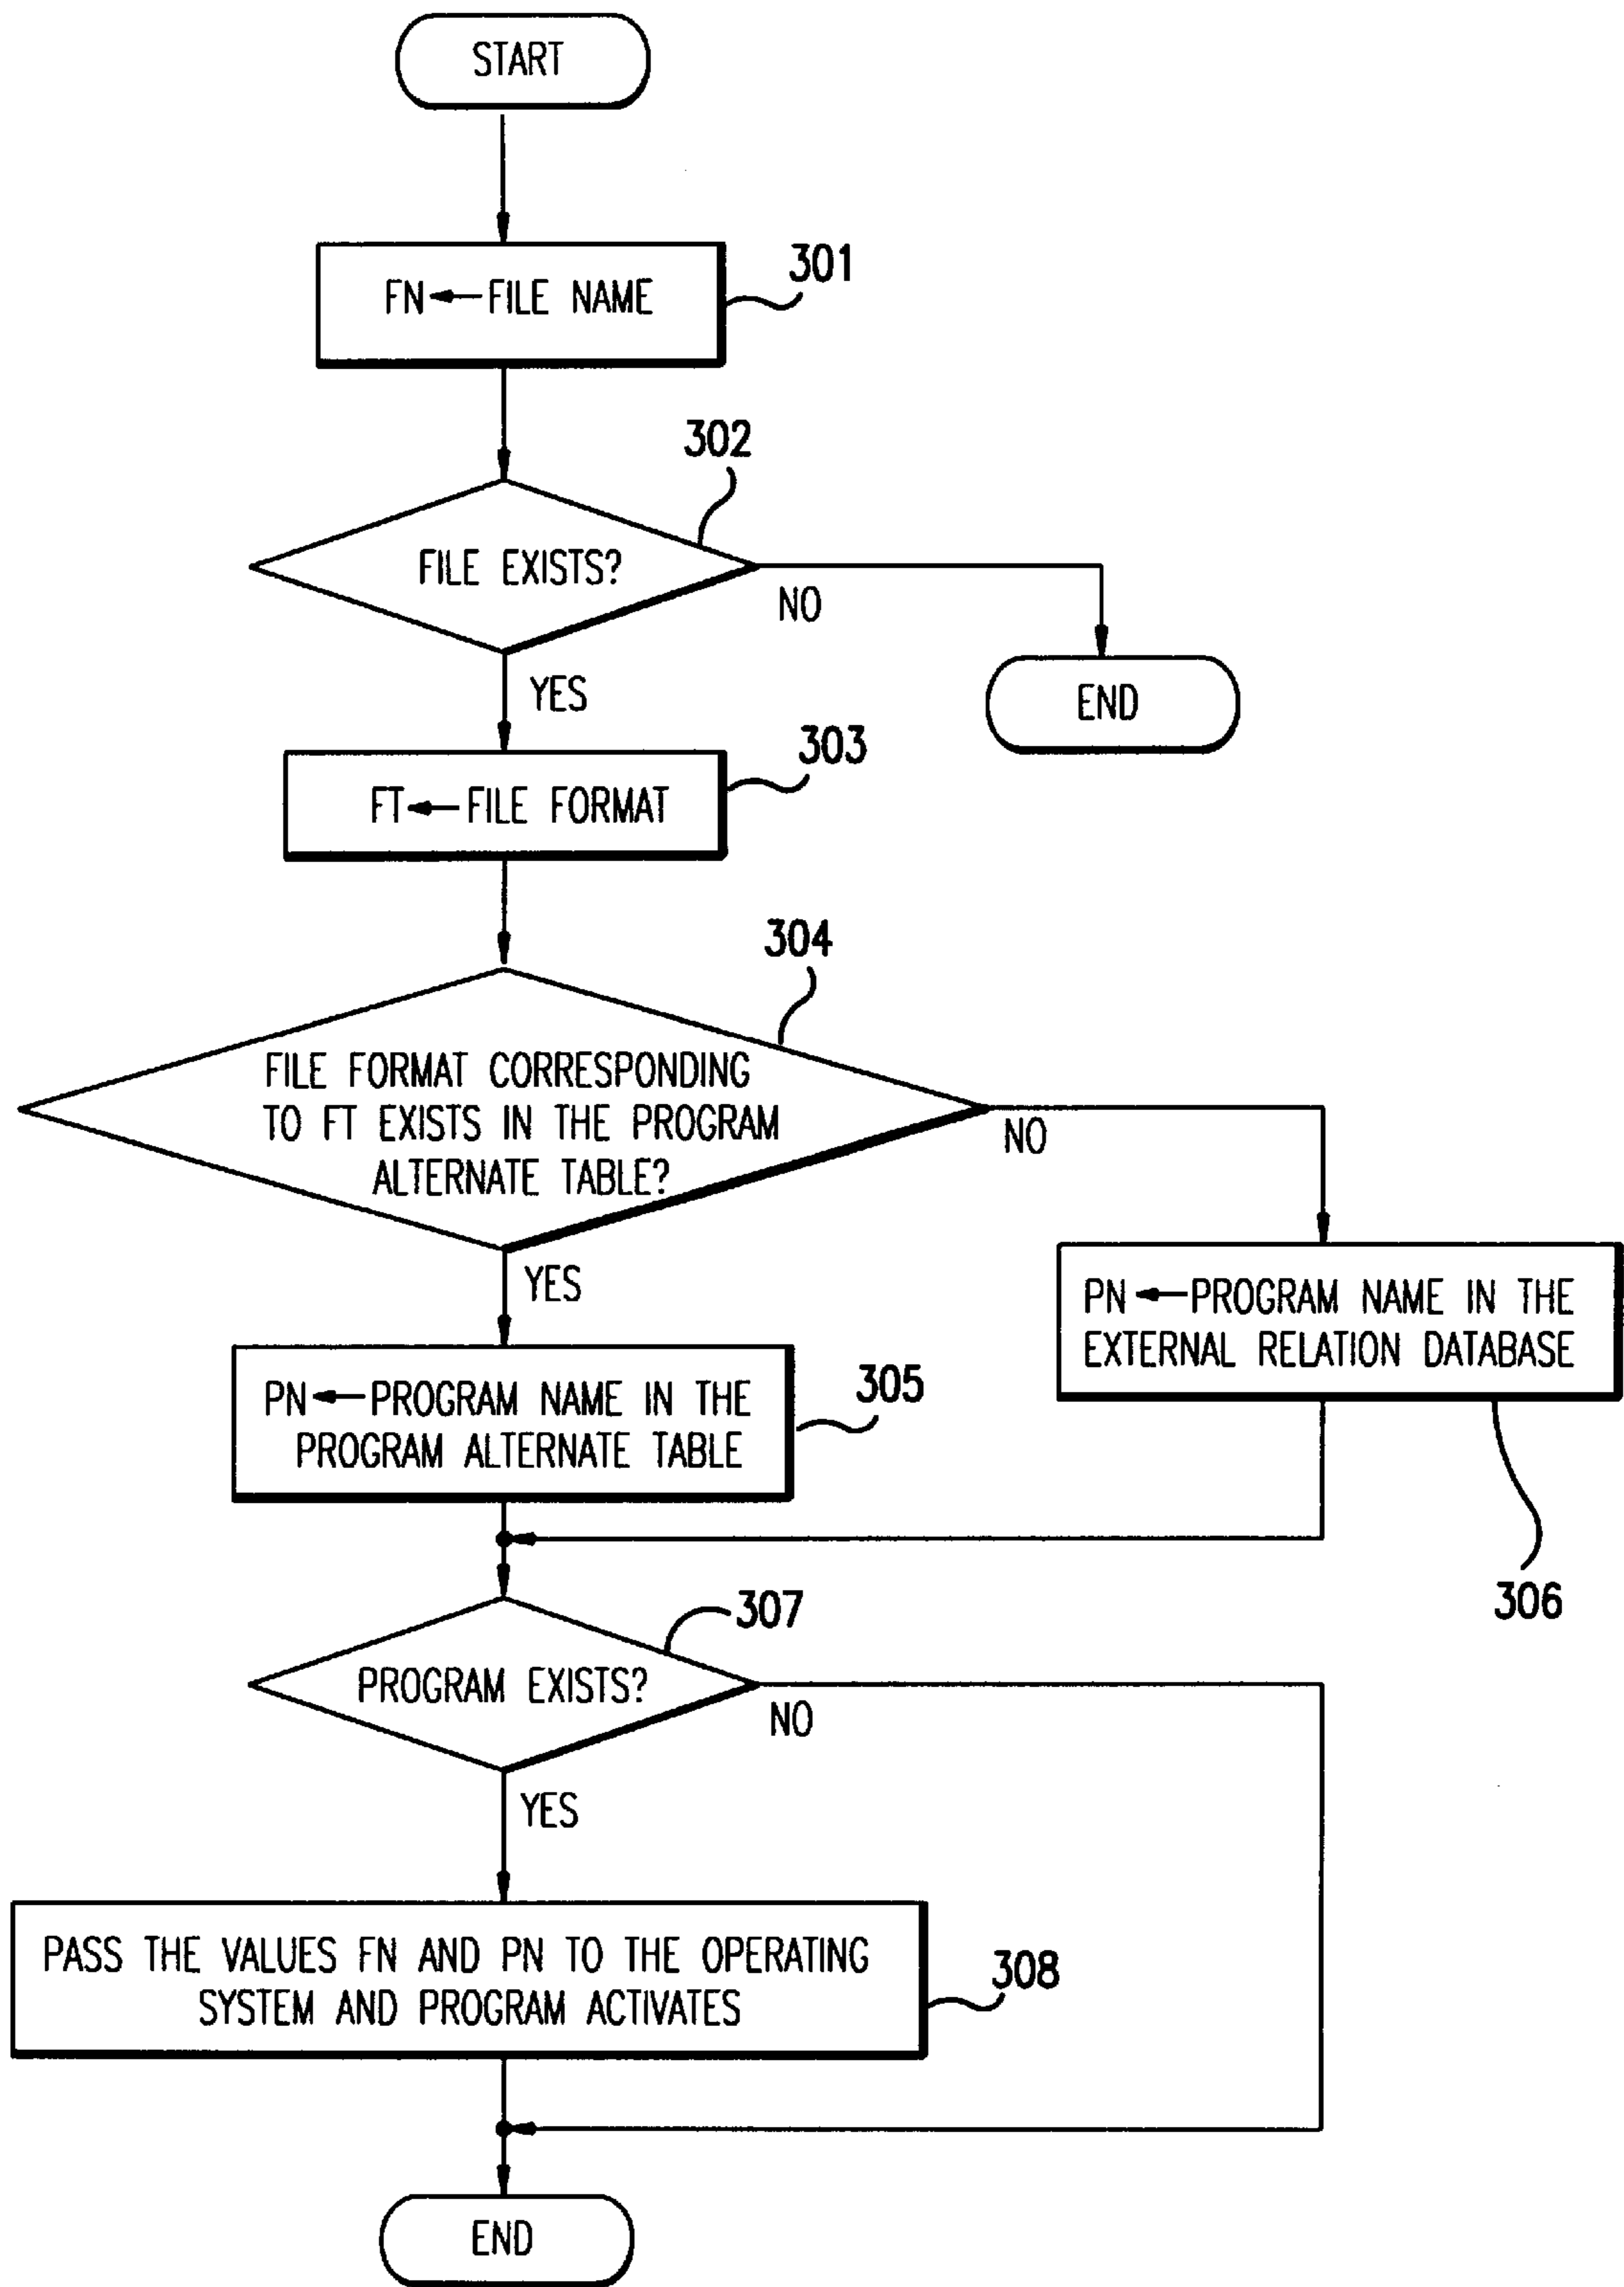 START
FN←FILE NAME
301
302
FILE EXISTS?
NO
END
YES
303
FT←FILE FORMAT
304
FILE FORMAT CORRESPONDING
TO FT EXISTS IN THE PROGRAM
ALTERNATE TABLE?
NO
YES
PN←PROGRAM NAME IN THE
EXTERNAL RELATION DATABASE
306
PN←PROGRAM NAME IN THE
PROGRAM ALTERNATE TABLE
305
307
PROGRAM EXISTS?
NO
YES
PASS THE VALUES FN AND PN TO THE OPERATING
SYSTEM AND PROGRAM ACTIVATES
308
END